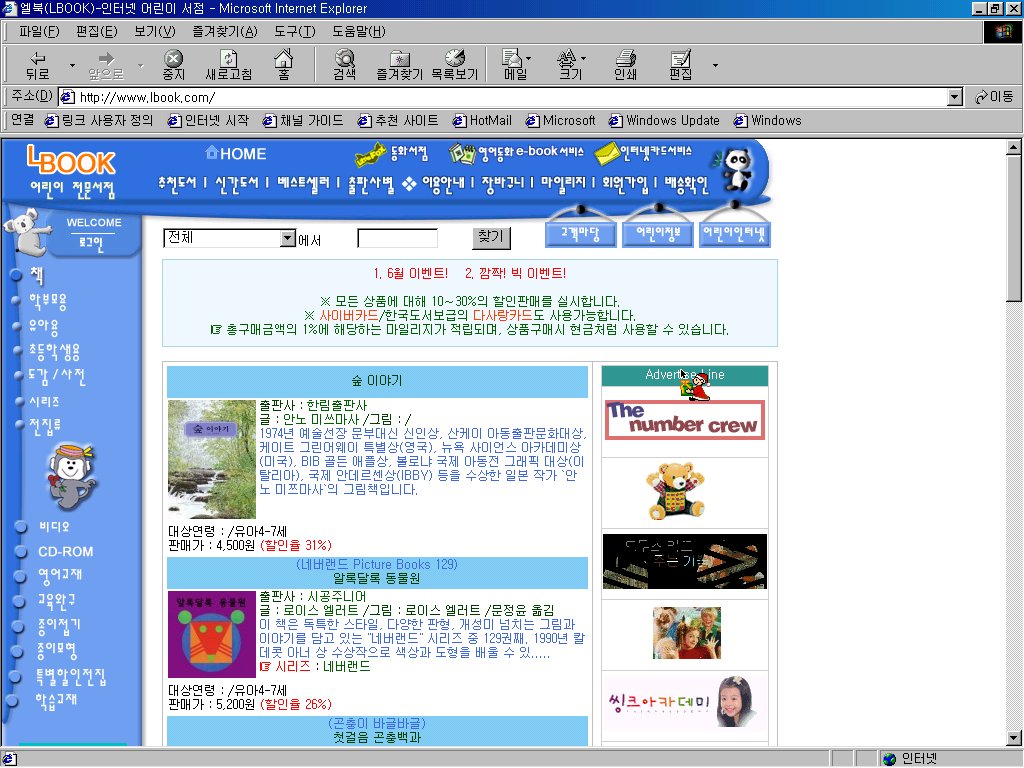 엘북(LBOOK)-인터넷 어린이 서점 - Microsoft Internet Explorer
파일(F) 편집(E) 보기(V) 즐겨찾기(A) 도구(T) 도움말(H)
뒤로 앞으로 중지 새로고침 홈 검색 즐겨찾기 목록보기 메일 크기 인쇄 편집
주소(D) http://www.lbook.com/ 이동
연결 링크 사용자 정의 인터넷 시작 채널 가이드 추천 사이트 HotMail Microsoft Windows Update Windows
LBOOK
어린이 전문서점
HOME 동화서점 영어동화e-book서비스 인터넷카드서비스
추천도서 | 신간도서 | 베스트셀러 | 출판사별 ❖ 이용안내 | 장바구니 | 마일리지 | 회원가입 | 배송확인
WELCOME
로그인
전체 에서 찾기
고객마당 어린이정보 어린이인터넷
책
학부모용
유아용
초등학생용
도감 / 사전
시리즈
전집류
비디오
CD-ROM
영어교재
교육완구
종이접기
종이모형
특별할인전집
학습교재
1. 6월 이벤트! 2. 깜짝! 빅 이벤트!
※ 모든 상품에 대해 10~30%의 할인판매를 실시합니다.
※ 사이버카드/한국도서보급의 다사랑카드도 사용가능합니다.
☞ 총구매금액의 1%에 해당하는 마일리지가 적립되며, 상품구매시 현금처럼 사용할 수 있습니다.
숲 이야기
숲 이야기
출판사 : 한림출판사
글 : 안노 미쓰마사 /그림 : /
1974년 예술선장 문부대신 신인상, 산케이 아동출판문화대상,
케이트 그린어웨이 특별상(영국), 뉴욕 사이언스 아카데미상
(미국), BIB 골든 애플상, 볼로냐 국제 아동전 그래픽 대상(이
탈리아), 국제 안데르센상(IBBY) 등을 수상한 일본 작가 `안
노 미쯔마사`의 그림책입니다.
대상연령 : /유아4-7세
판매가 : 4,500원 (할인율 31%)
(네버랜드 Picture Books 129)
알록달록 동물원
알록달록 동물원
출판사 : 시공주니어
글 : 로이스 엘러트 /그림 : 로이스 엘러트 /문정윤 옮김
이 책은 독특한 스타일, 다양한 판형, 개성미 넘치는 그림과
이야기를 담고 있는 "네버랜드" 시리즈 중 129권째. 1990년 칼
데콧 아너 상 수상작으로 색상과 도형을 배울 수 있.....
☞ 시리즈 : 네버랜드
대상연령 : /유아4-7세
판매가 : 5,200원 (할인율 26%)
(곤충이 바글바글)
첫걸음 곤충백과
Advertise Line
The number crew
씽크아카데미
인터넷